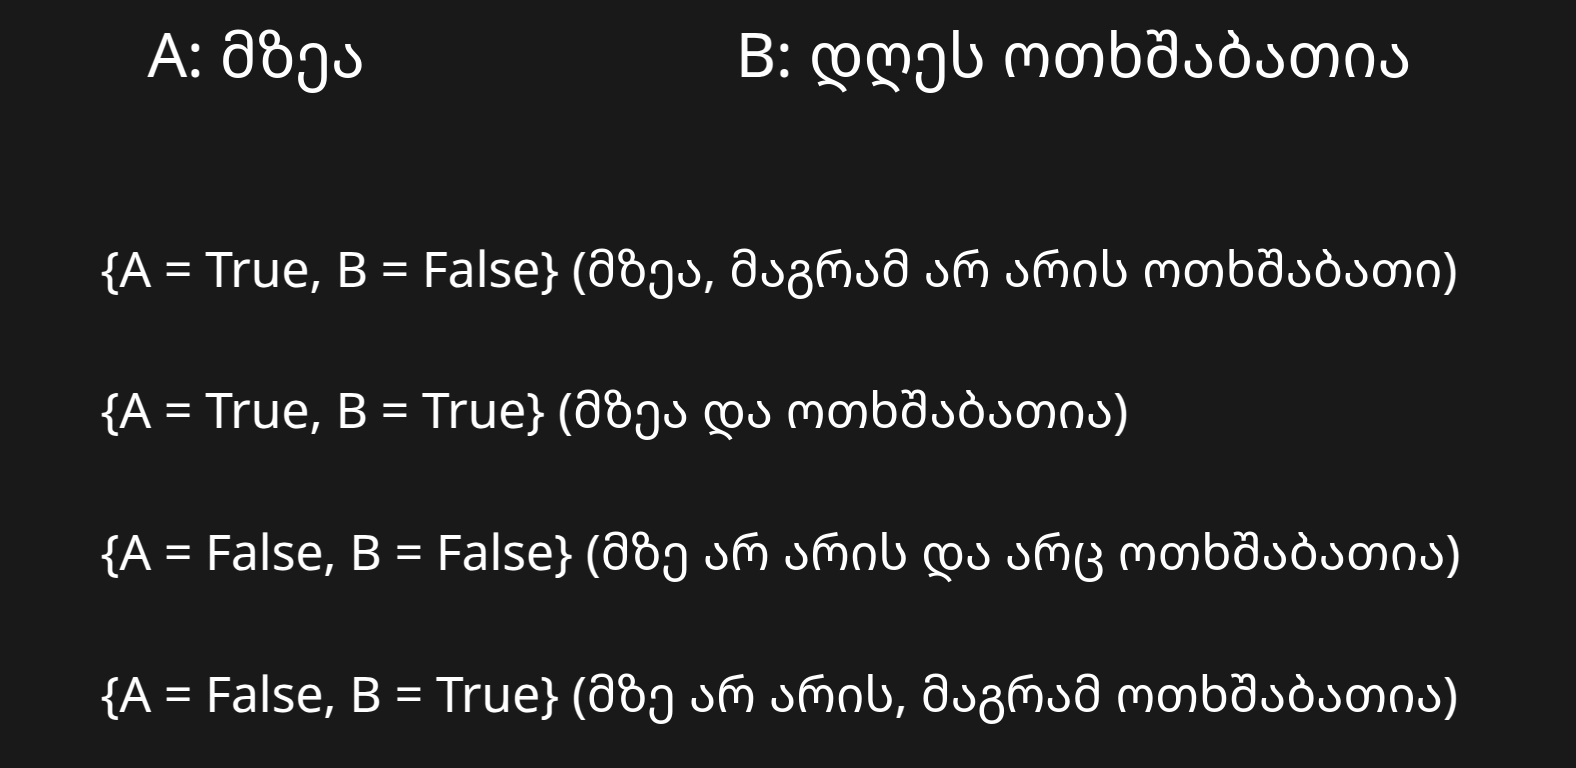 A: მზეა B: დღეს ოთხშაბათია
{A = True, B = False} (მზეა, მაგრამ არ არის ოთხშაბათი)
{A = True, B = True} (მზეა და ოთხშაბათია)
{A = False, B = False} (მზე არ არის და არც ოთხშაბათია)
{A = False, B = True} (მზე არ არის, მაგრამ ოთხშაბათია)